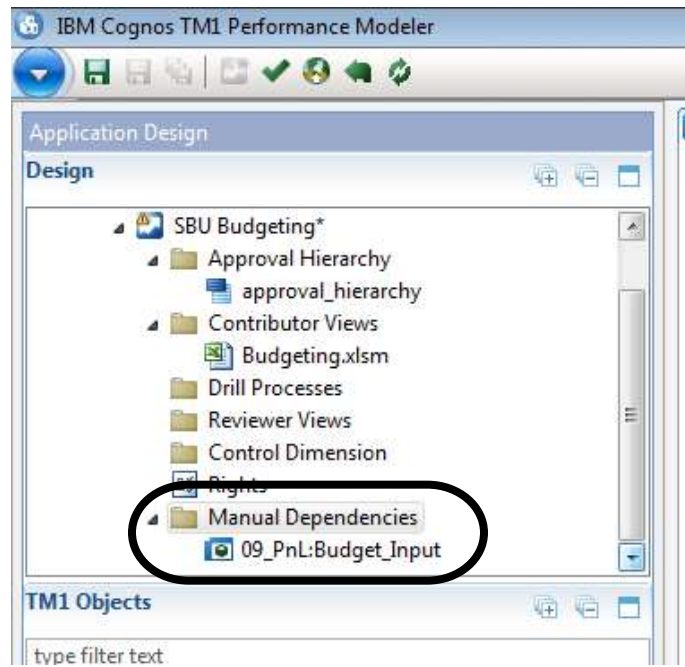 IBM Cognos TM1 Performance Modeler
Application Design
Design
SBU Budgeting*
Approval Hierarchy
approval_hierarchy
Contributor Views
Budgeting.xlsm
Drill Processes
Reviewer Views
Control Dimension
Rights
Manual Dependencies
09_PnL:Budget_Input
TM1 Objects
type filter text